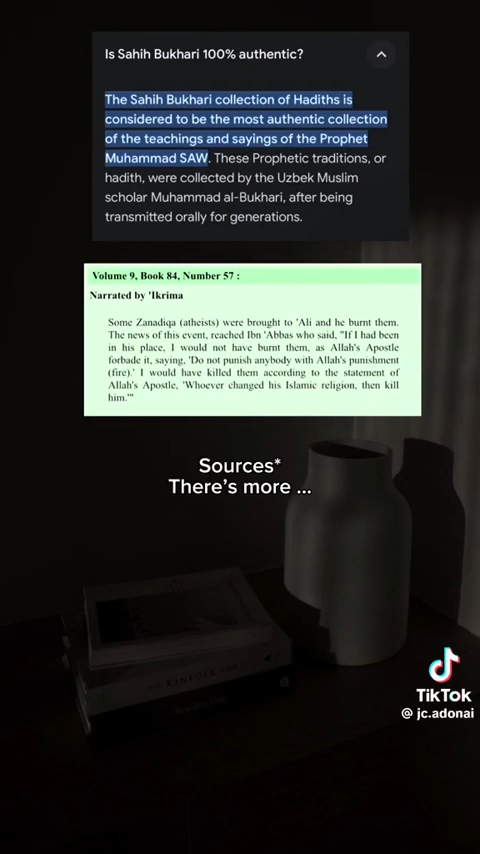 Is Sahih Bukhari 100% authentic?
The Sahih Bukhari collection of Hadiths is
considered to be the most authentic collection
of the teachings and sayings of the Prophet
Muhammad SAW. These Prophetic traditions, or
hadith, were collected by the Uzbek Muslim
scholar Muhammad al-Bukhari, after being
transmitted orally for generations.
Volume 9, Book 84, Number 57 :
Narrated by 'Ikrima
Some Zanadiqa (atheists) were brought to 'Ali and he burnt them.
The news of this event, reached Ibn 'Abbas who said, "If I had been
in his place, I would not have burnt them, as Allah's Apostle
forbade it, saying, 'Do not punish anybody with Allah's punishment
(fire).' I would have killed them according to the statement of
Allah's Apostle, 'Whoever changed his Islamic religion, then kill
him.'"
Sources*
There's more ...
THE KINFOLK
TikTok
@ jc.adonai